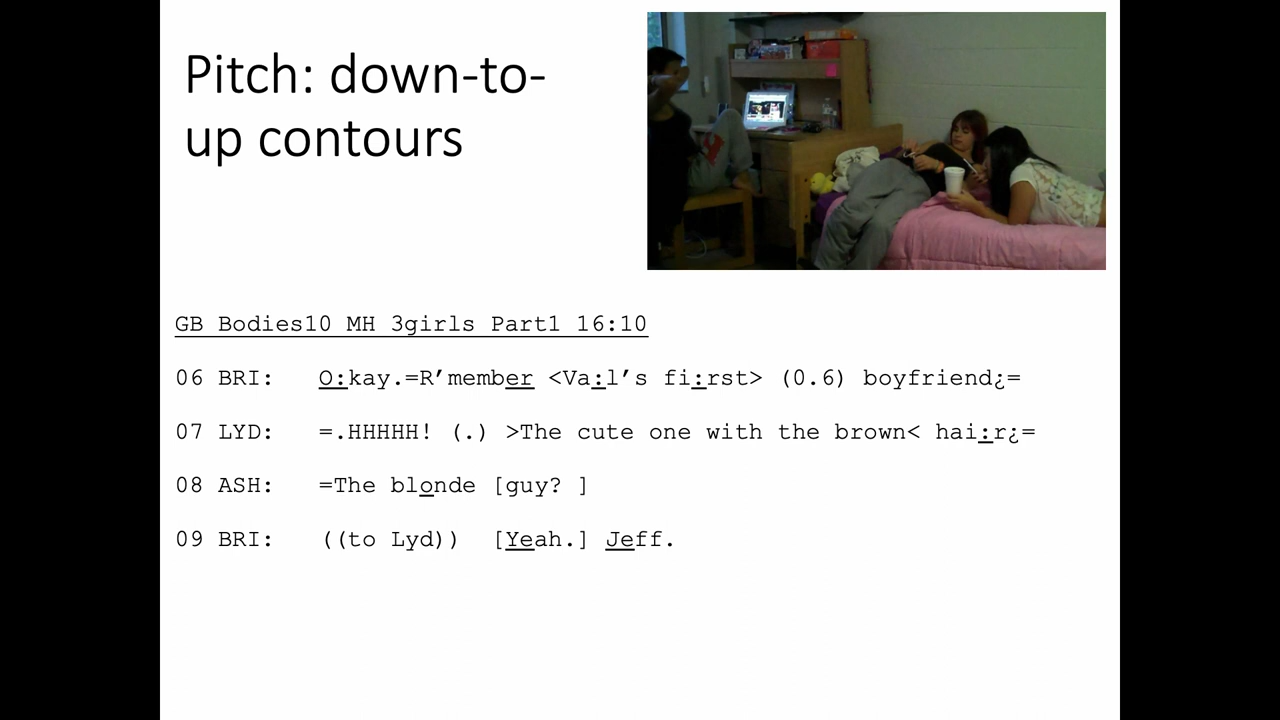 Pitch: down-to-
up contours
GB Bodies10 MH 3girls Part1 16:10
06 BRI: O:kay.=R’member <Va:l’s fi:rst> (0.6) boyfriend¿=
07 LYD: =.HHHHH! (.) >The cute one with the brown< hai:r¿=
08 ASH: =The blonde [guy? ]
09 BRI: ((to Lyd)) [Yeah.] Jeff.